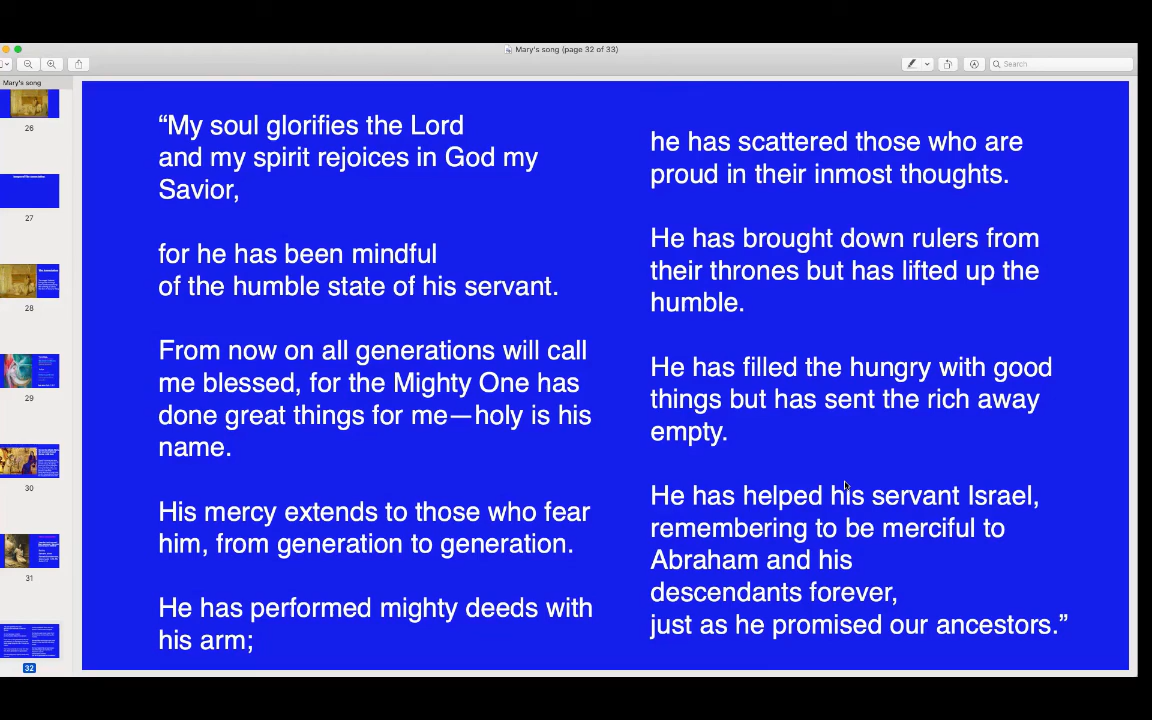 Mary's song (page 32 of 33)
Search
Mary's song
26
27
28
29
30
31
32
“My soul glorifies the Lord
and my spirit rejoices in God my
Savior,
for he has been mindful
of the humble state of his servant.
From now on all generations will call
me blessed, for the Mighty One has
done great things for me—holy is his
name.
His mercy extends to those who fear
him, from generation to generation.
He has performed mighty deeds with
his arm;
he has scattered those who are
proud in their inmost thoughts.
He has brought down rulers from
their thrones but has lifted up the
humble.
He has filled the hungry with good
things but has sent the rich away
empty.
He has helped his servant Israel,
remembering to be merciful to
Abraham and his
descendants forever,
just as he promised our ancestors.”